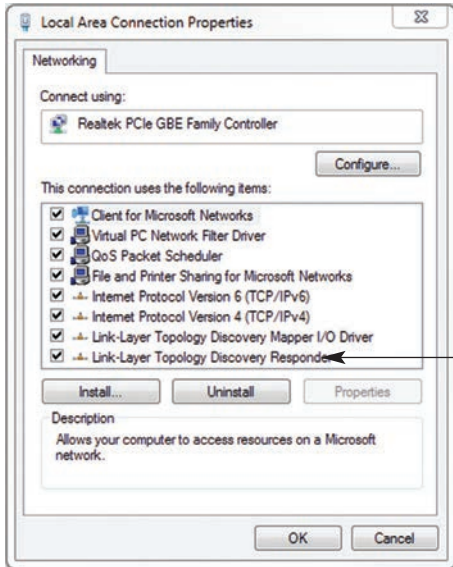 Local Area Connection Properties
Networking
Connect using:
Realtek PCIe GBE Family Controller
Configure...
This connection uses the following items:
Client for Microsoft Networks
Virtual PC Network Filter Driver
QoS Packet Scheduler
File and Printer Sharing for Microsoft Networks
Internet Protocol Version 6 (TCP/IPv6)
Internet Protocol Version 4 (TCP/IPv4)
Link-Layer Topology Discovery Mapper I/O Driver
Link-Layer Topology Discovery Responder
Install...
Uninstall
Properties
Description
Allows your computer to access resources on a Microsoft
network.
OK
Cancel